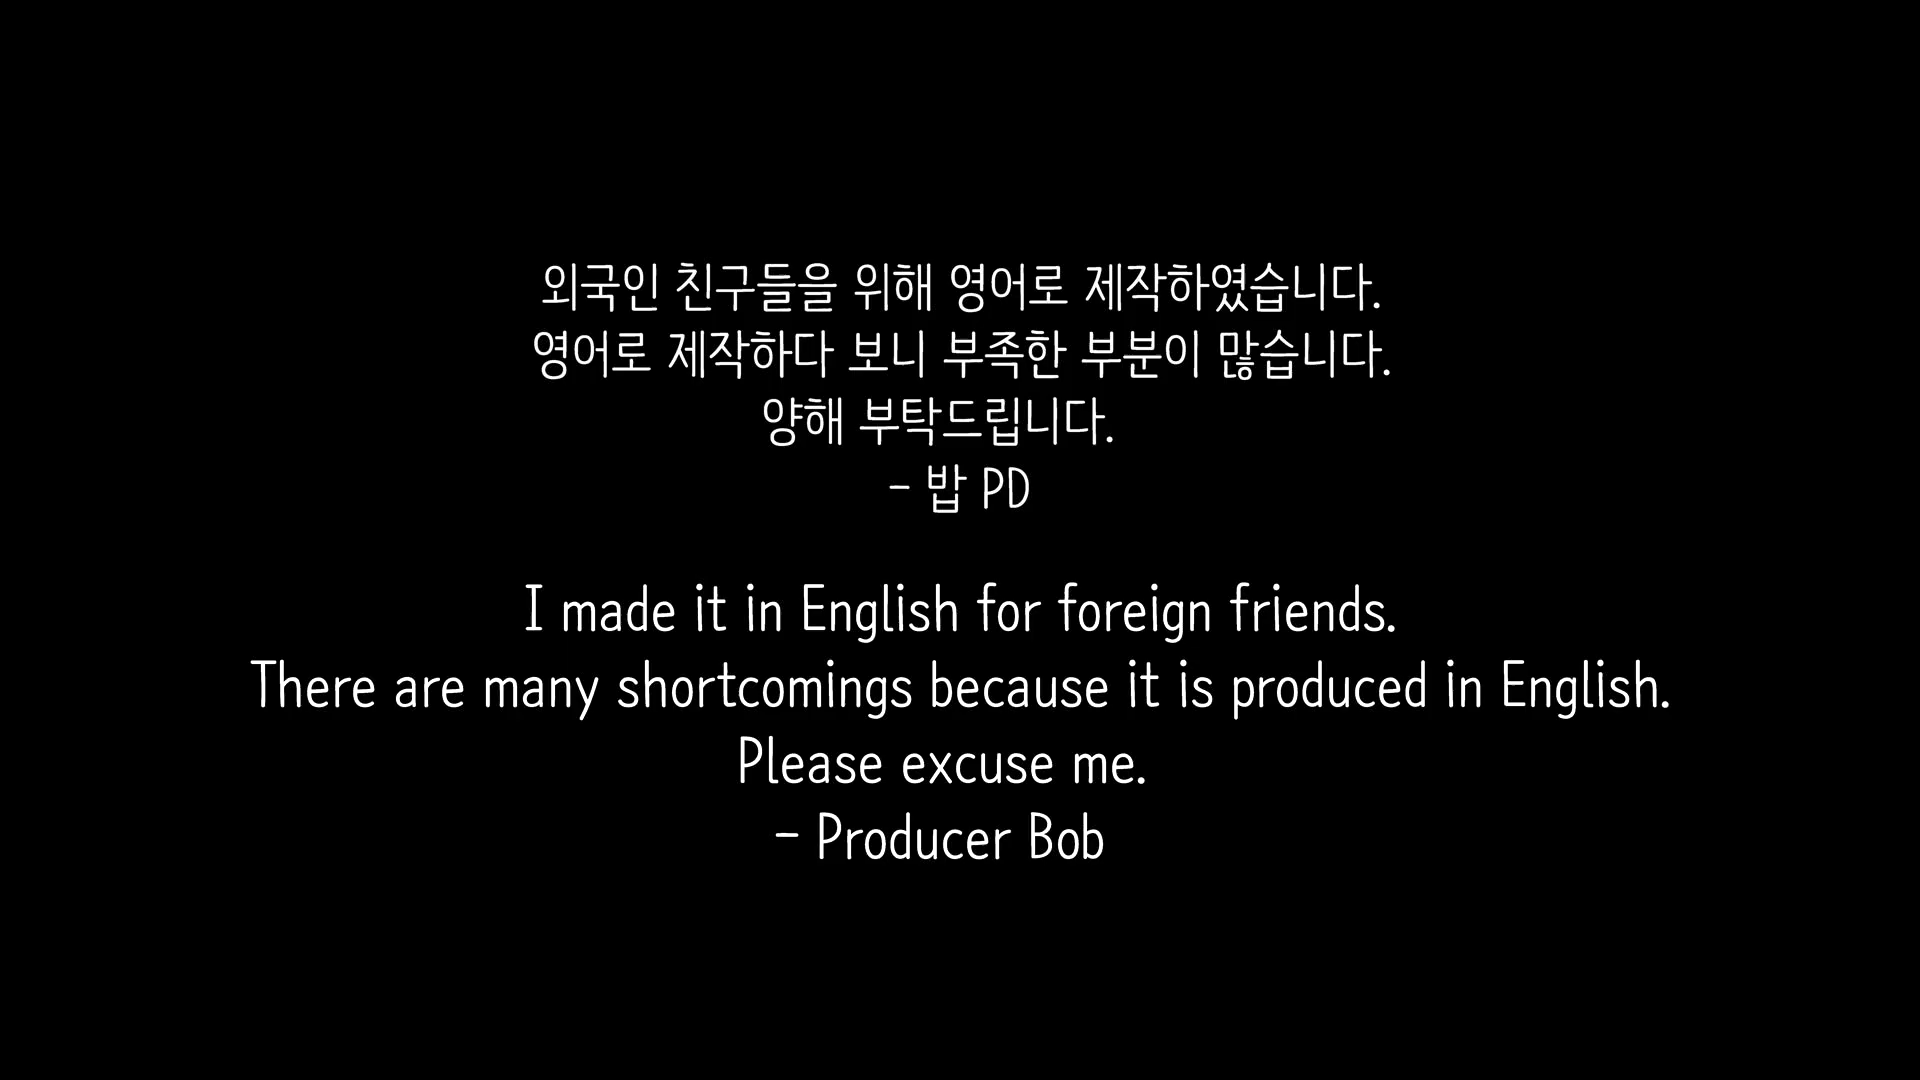 외국인 친구들을 위해 영어로 제작하였습니다.
영어로 제작하다 보니 부족한 부분이 많습니다.
양해 부탁드립니다.
- 밥 PD
I made it in English for foreign friends.
There are many shortcomings because it is produced in English.
Please excuse me.
- Producer Bob